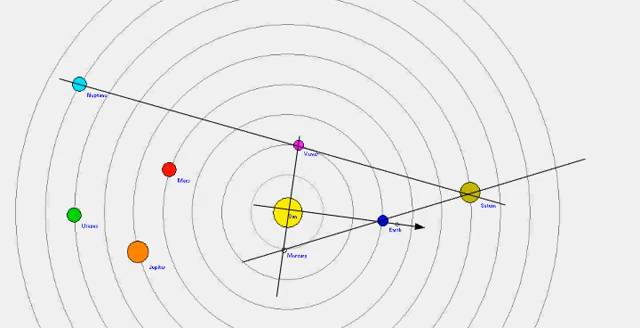 Neptune
Venus
Mars
Saturn
Sun
Uranus
Earth
Mercury
Jupiter